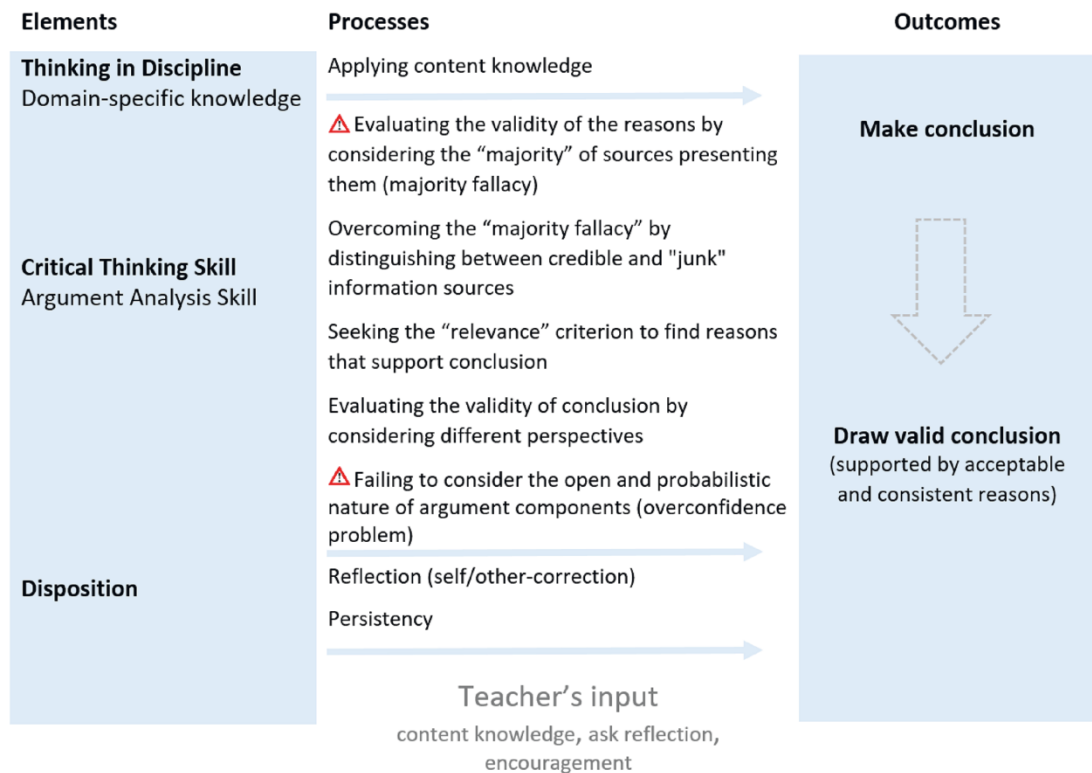 Elements
Processes
Outcomes
Thinking in Discipline
Domain-specific knowledge
Applying content knowledge
Evaluating the validity of the reasons by
considering the “majority” of sources presenting
them (majority fallacy)
Make conclusion
Critical Thinking Skill
Argument Analysis Skill
Overcoming the “majority fallacy” by
distinguishing between credible and "junk"
information sources
Seeking the “relevance” criterion to find reasons
that support conclusion
Evaluating the validity of conclusion by
considering different perspectives
Failing to consider the open and probabilistic
nature of argument components (overconfidence
problem)
Draw valid conclusion
(supported by acceptable
and consistent reasons)
Disposition
Reflection (self/other-correction)
Persistency
Teacher’s input
content knowledge, ask reflection,
encouragement